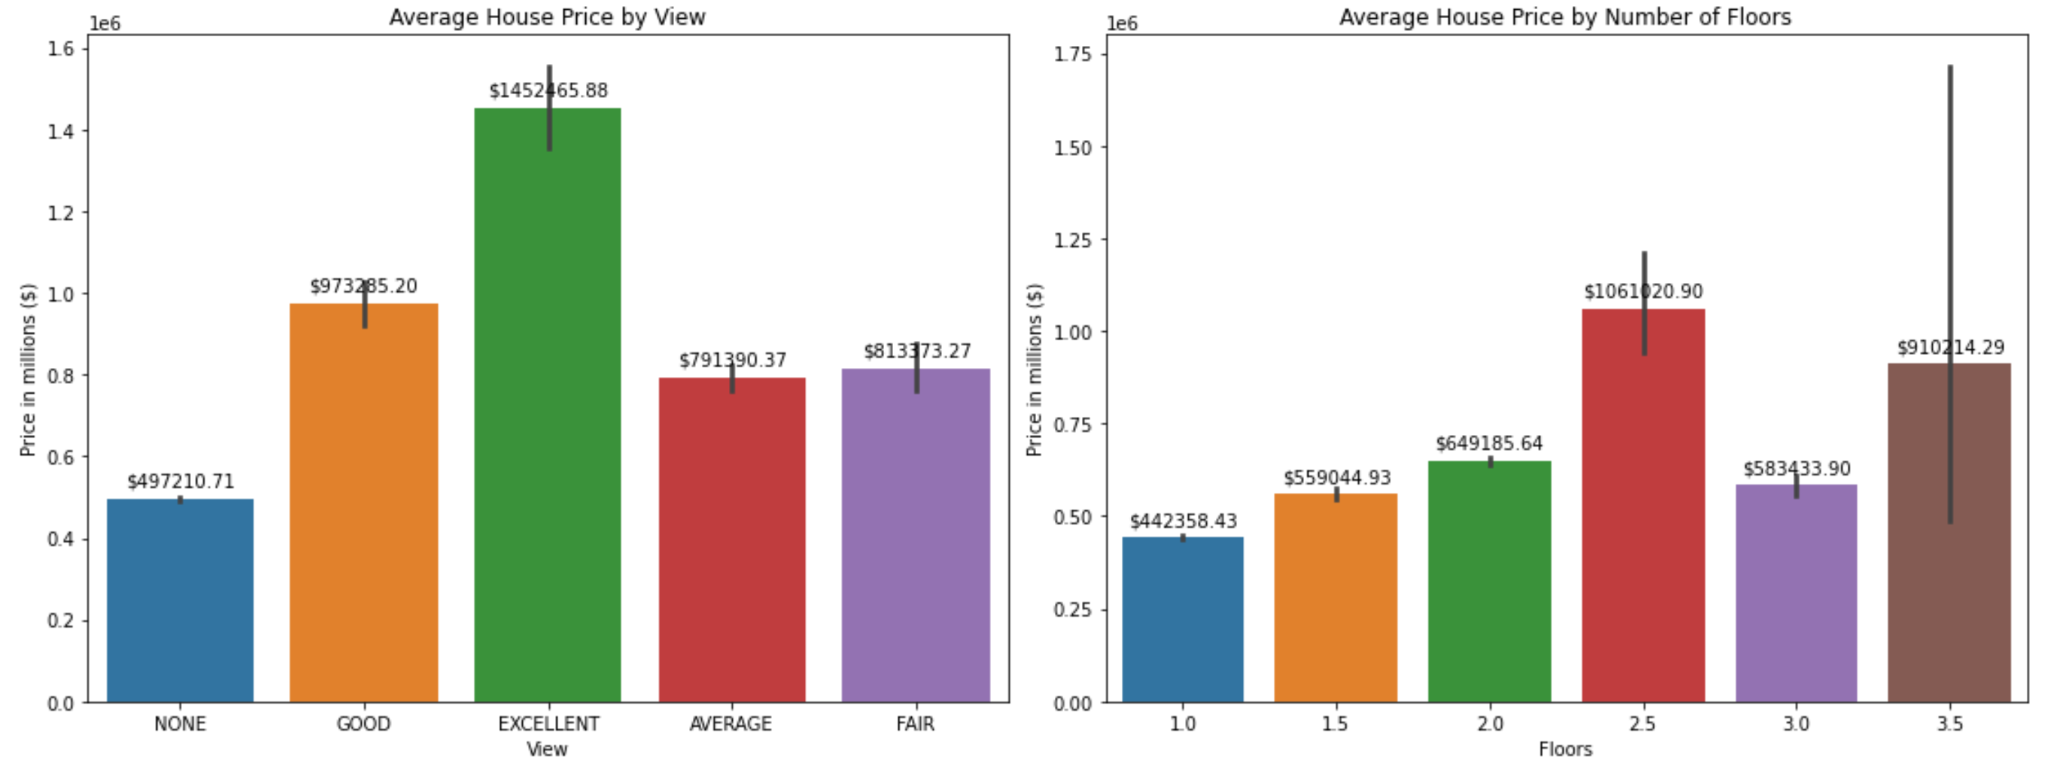 Average House Price by View
1e6
1.6
1.4
1.2
1.0
0.8
0.6
0.4
0.2
0.0
Price in millions ($)
$497210.71
$973285.20
$1452465.88
$791390.37
$813373.27
NONE GOOD EXCELLENT AVERAGE FAIR
View
Average House Price by Number of Floors
1e6
1.75
1.50
1.25
1.00
0.75
0.50
0.25
0.00
Price in millions ($)
$442358.43
$559044.93
$649185.64
$1061020.90
$583433.90
$910214.29
1.0 1.5 2.0 2.5 3.0 3.5
Floors